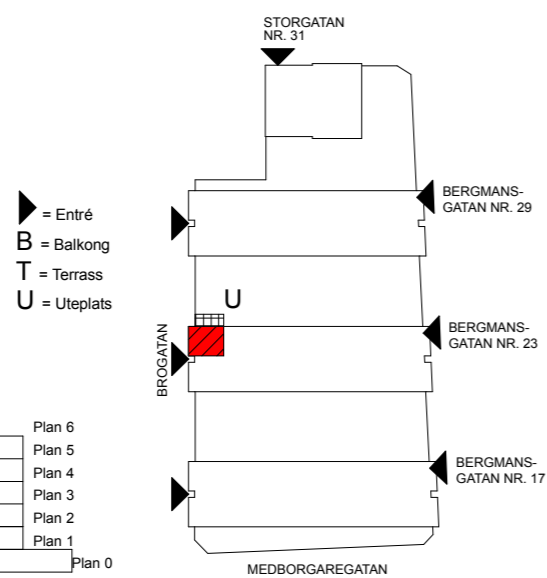 STORGATAN
NR. 31
BERGMANS-
GATAN NR. 29
= Entré
B = Balkong
T = Terrass
U = Uteplats
U
BROGATAN
BERGMANS-
GATAN NR. 23
Plan 6
Plan 5
Plan 4
Plan 3
Plan 2
Plan 1
Plan 0
BERGMANS-
GATAN NR. 17
MEDBORGAREGATAN